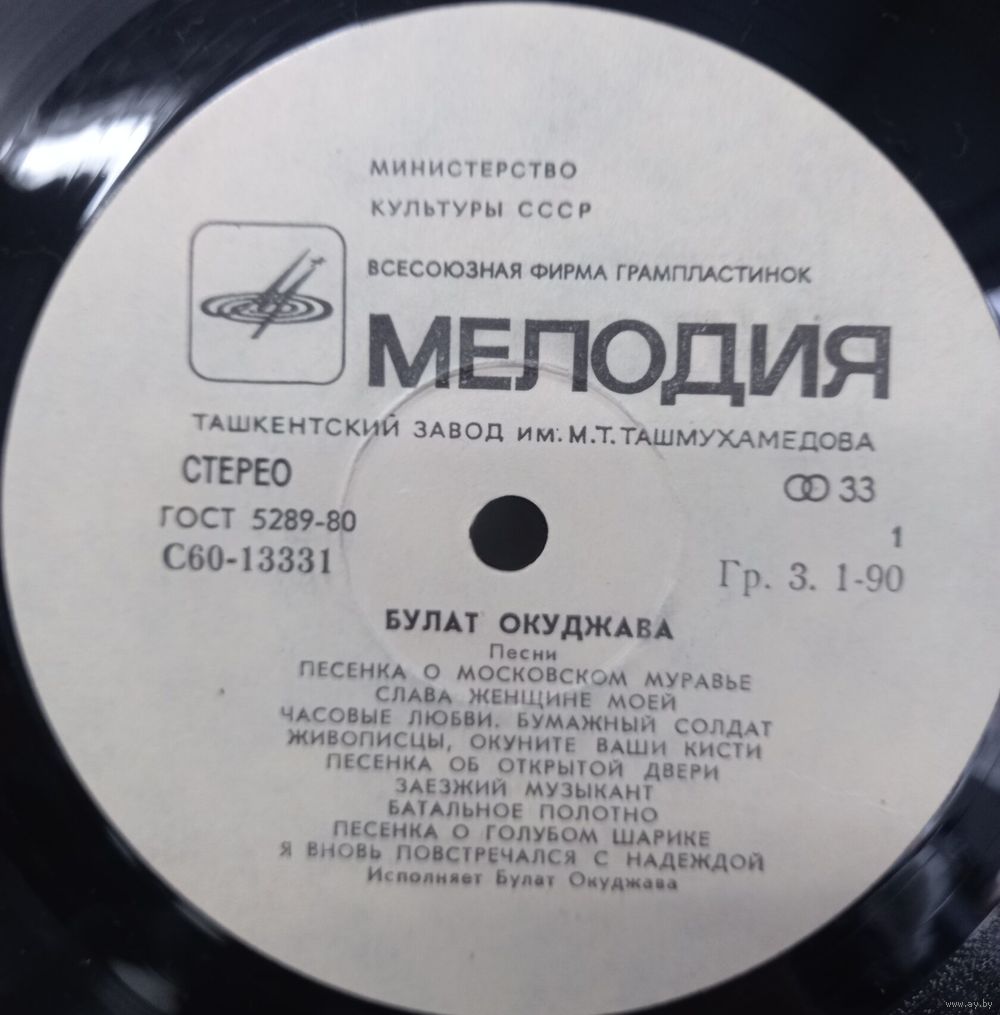 МИНИСТЕРСТВО
КУЛЬТУРЫ СССР
ВСЕСОЮЗНАЯ ФИРМА ГРАМПЛАСТИНОК
МЕЛОДИЯ
ТАШКЕНТСКИЙ ЗАВОД им. М.Т. ТАШМУХАМЕДОВА
СТЕРЕО
33
ГОСТ 5289-80
1
С60-13331
Гр. 3. 1-90
БУЛАТ ОКУДЖАВА
Песни
ПЕСЕНКА О МОСКОВСКОМ МУРАВЬЕ
СЛАВА ЖЕНЩИНЕ МОЕЙ
ЧАСОВЫЕ ЛЮБВИ. БУМАЖНЫЙ СОЛДАТ
ЖИВОПИСЦЫ, ОКУНИТЕ ВАШИ КИСТИ
ПЕСЕНКА ОБ ОТКРЫТОЙ ДВЕРИ
ЗАЕЗЖИЙ МУЗЫКАНТ
БАТАЛЬНОЕ ПОЛОТНО
ПЕСЕНКА О ГОЛУБОМ ШАРИКЕ
Я ВНОВЬ ПОВСТРЕЧАЛСЯ С НАДЕЖДОЙ
Исполняет Булат Окуджава
www.ay.by